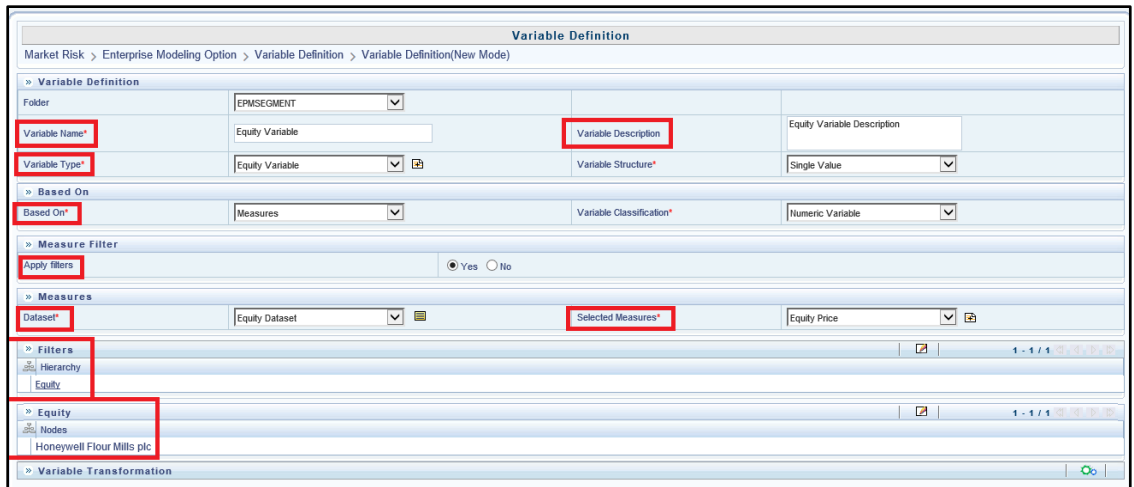 Variable Definition
Market Risk > Enterprise Modeling Option > Variable Definition > Variable Definition(New Mode)
» Variable Definition
Folder EPMSEGMENT
Variable Name* Equity Variable Variable Description Equity Variable Description
Variable Type* Equity Variable Variable Structure* Single Value
» Based On
Based On* Measures Variable Classification* Numeric Variable
» Measure Filter
Apply filters Yes No
» Measures
Dataset* Equity Dataset Selected Measures* Equity Price
» Filters 1 - 1 / 1
Hierarchy
Equity
» Equity 1 - 1 / 1
Nodes
Honeywell Flour Mills plc
» Variable Transformation